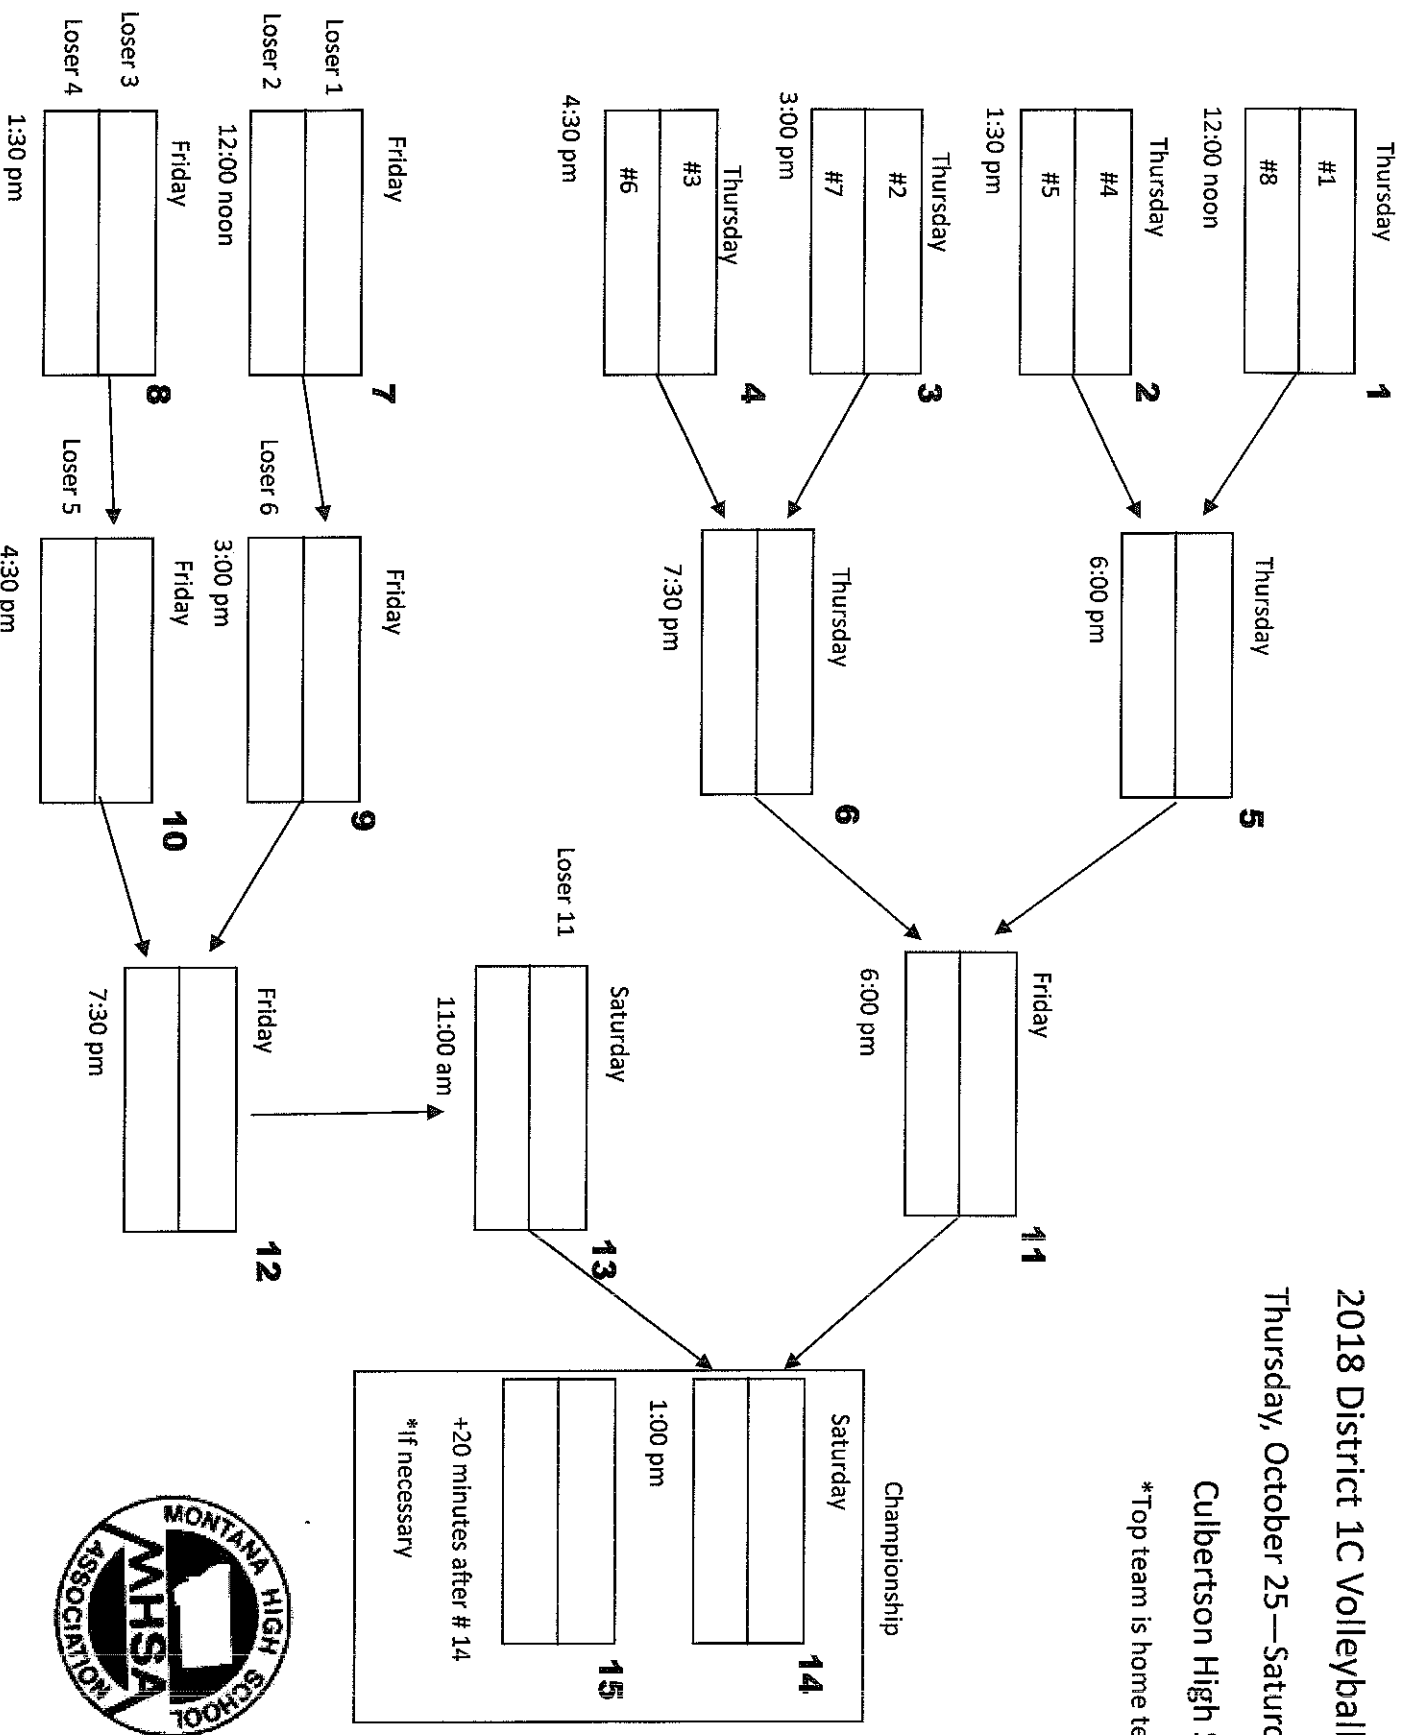 2018 District 1C Volleyball
Thursday, October 25—
Culbertson High
*Top team is home
Thursday
1
#1
#8
12:00 noon
Thursday
2
#4
#5
1:30 pm
Thursday
3
#2
#7
3:00 pm
Thursday
4
#3
#6
4:30 pm
Thursday
5
6:00 pm
Thursday
6
7:30 pm
Friday
11
6:00 pm
Championship
Saturday
14
1:00 pm
15
+20 minutes after # 14
*If necessary
Saturday
13
Loser 11
11:00 am
Friday
7
Loser 1
Loser 2
12:00 noon
Friday
8
Loser 3
Loser 4
1:30 pm
Friday
9
Loser 6
3:00 pm
Friday
10
Loser 5
4:30 pm
Friday
12
7:30 pm
MONTANA HIGH SCHOOL
MHSA
ASSOCIATION